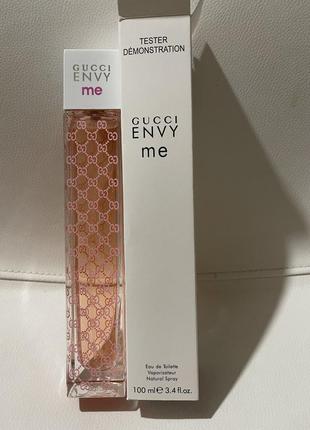 GUCCI
ENVY
me
TESTER
DÉMONSTRATION
GUCCI
ENVY
me
Eau de Toilette
Vaporisateur
Natural Spray
100 ml e 3.4 fl.oz.